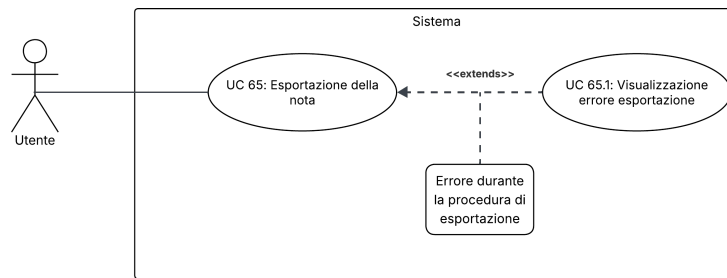 Sistema
<<extends>>
UC 65: Esportazione della
nota
UC 65.1: Visualizzazione
errore esportazione
Utente
Errore durante
la procedura di
esportazione